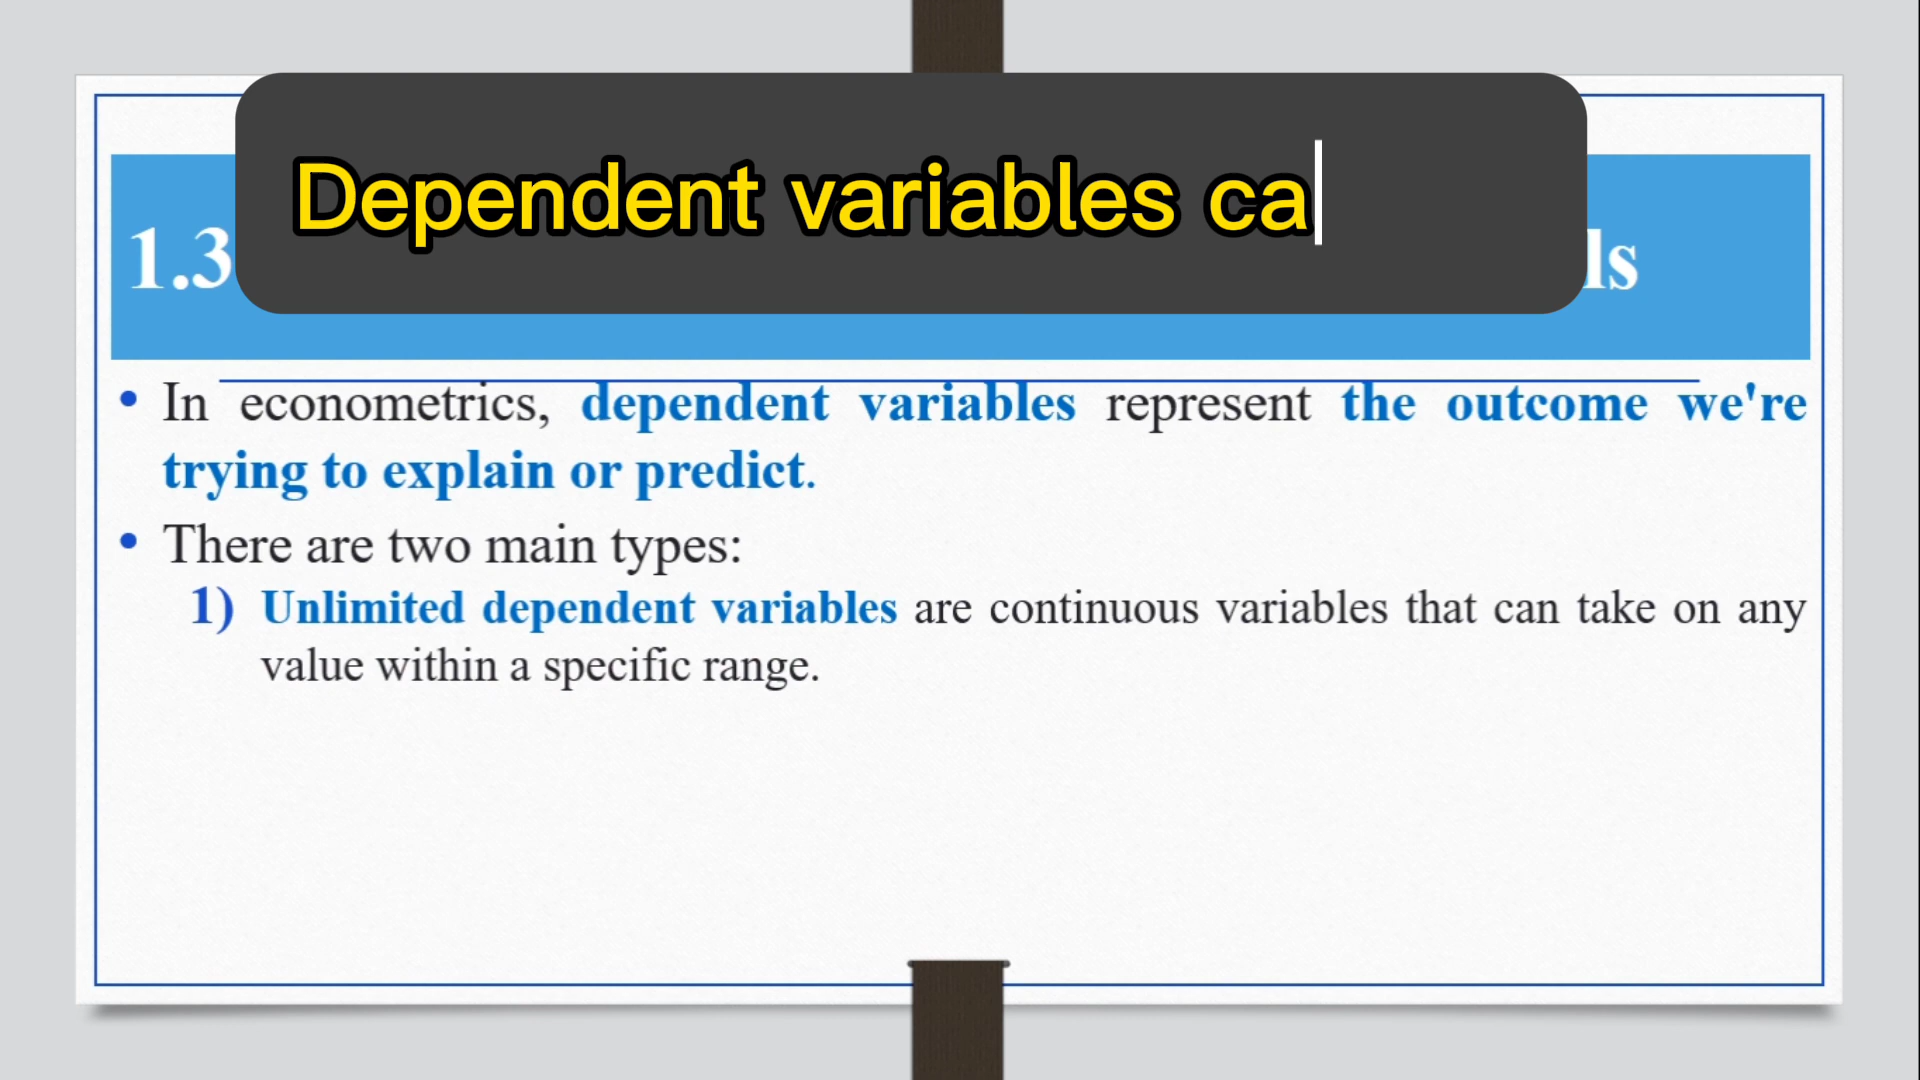 Dependent variables ca
1.3
ls
• In econometrics, dependent variables represent the outcome we're
trying to explain or predict.
• There are two main types:
1) Unlimited dependent variables are continuous variables that can take on any
value within a specific range.